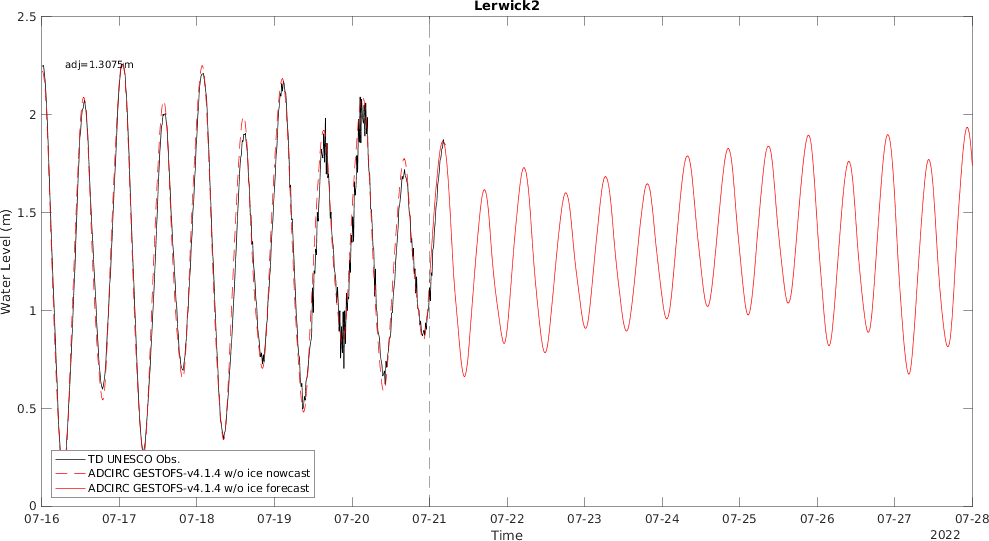 Lerwick2
2.5
adj=1.3075m
2
1.5
Water Level (m)
1
0.5
TD UNESCO Obs.
ADCIRC GESTOFS-v4.1.4 w/o ice nowcast
ADCIRC GESTOFS-v4.1.4 w/o ice forecast
0
07-16 07-17 07-18 07-19 07-20 07-21 07-22 07-23 07-24 07-25 07-26 07-27 07-28
Time
2022